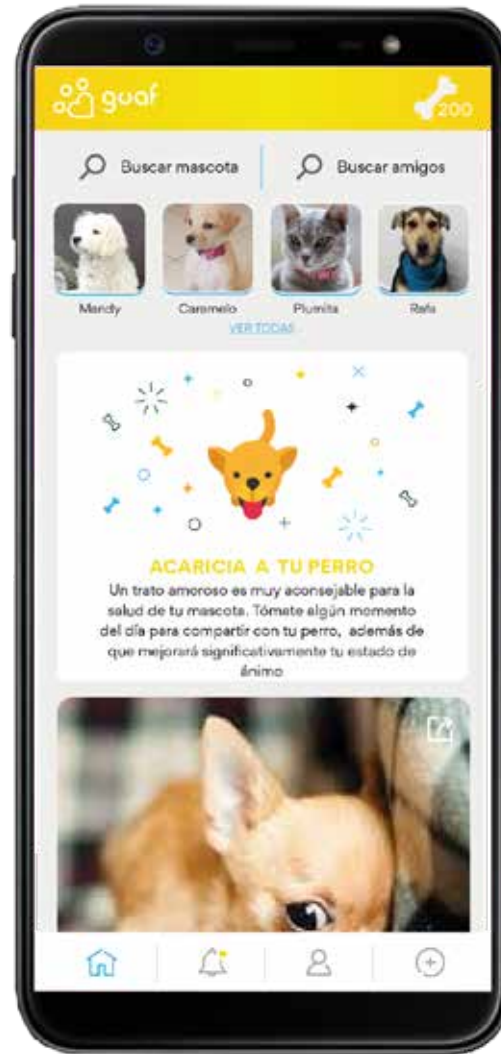 guaf
200
Buscar mascota Buscar amigos
Mandy Caramelo Plumita Rafa
VER TODAS
ACARICIA A TU PERRO
Un trato amoroso es muy aconsejable para la
salud de tu mascota. Tómate algún momento
del día para compartir con tu perro, además de
que mejorará significativamente tu estado de
ánimo